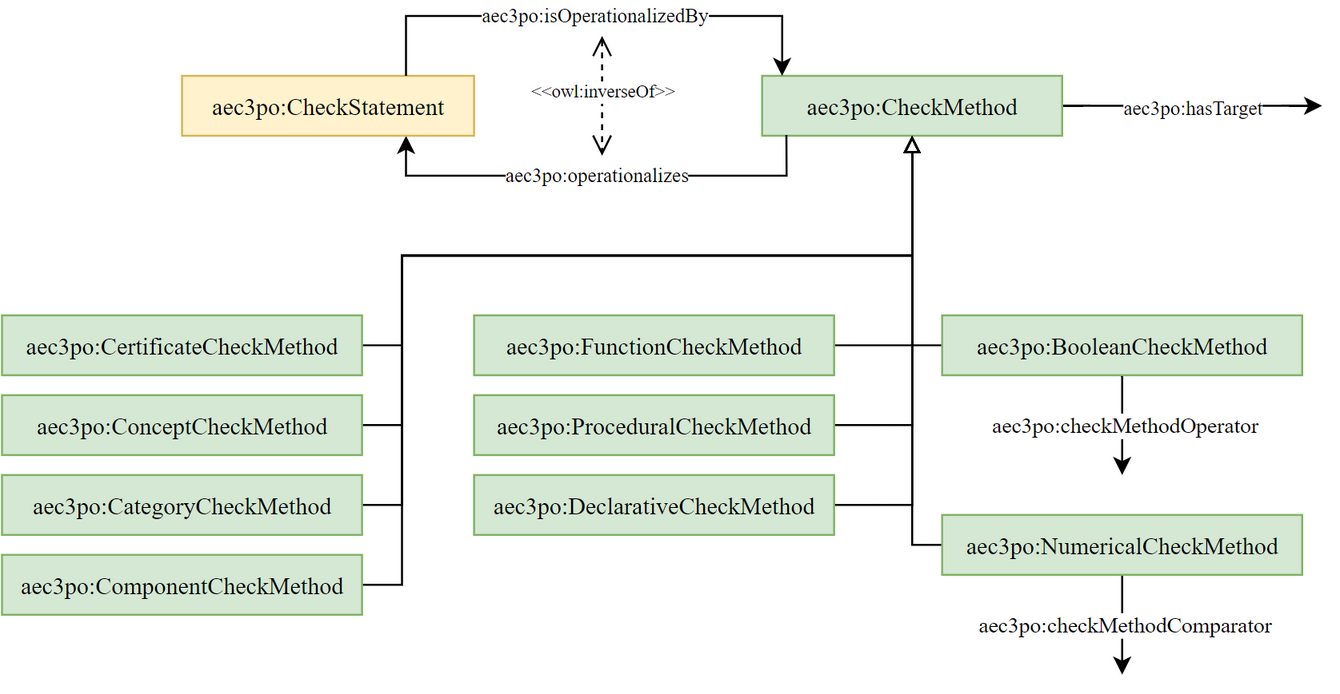 aec3po:isOperationalizedBy
<<owl:inverseOf>>
aec3po:CheckStatement
aec3po:CheckMethod
aec3po:hasTarget
aec3po:operationalizes
aec3po:CertificateCheckMethod
aec3po:FunctionCheckMethod
aec3po:BooleanCheckMethod
aec3po:ConceptCheckMethod
aec3po:ProceduralCheckMethod
aec3po:checkMethodOperator
aec3po:CategoryCheckMethod
aec3po:DeclarativeCheckMethod
aec3po:NumericalCheckMethod
aec3po:ComponentCheckMethod
aec3po:checkMethodComparator